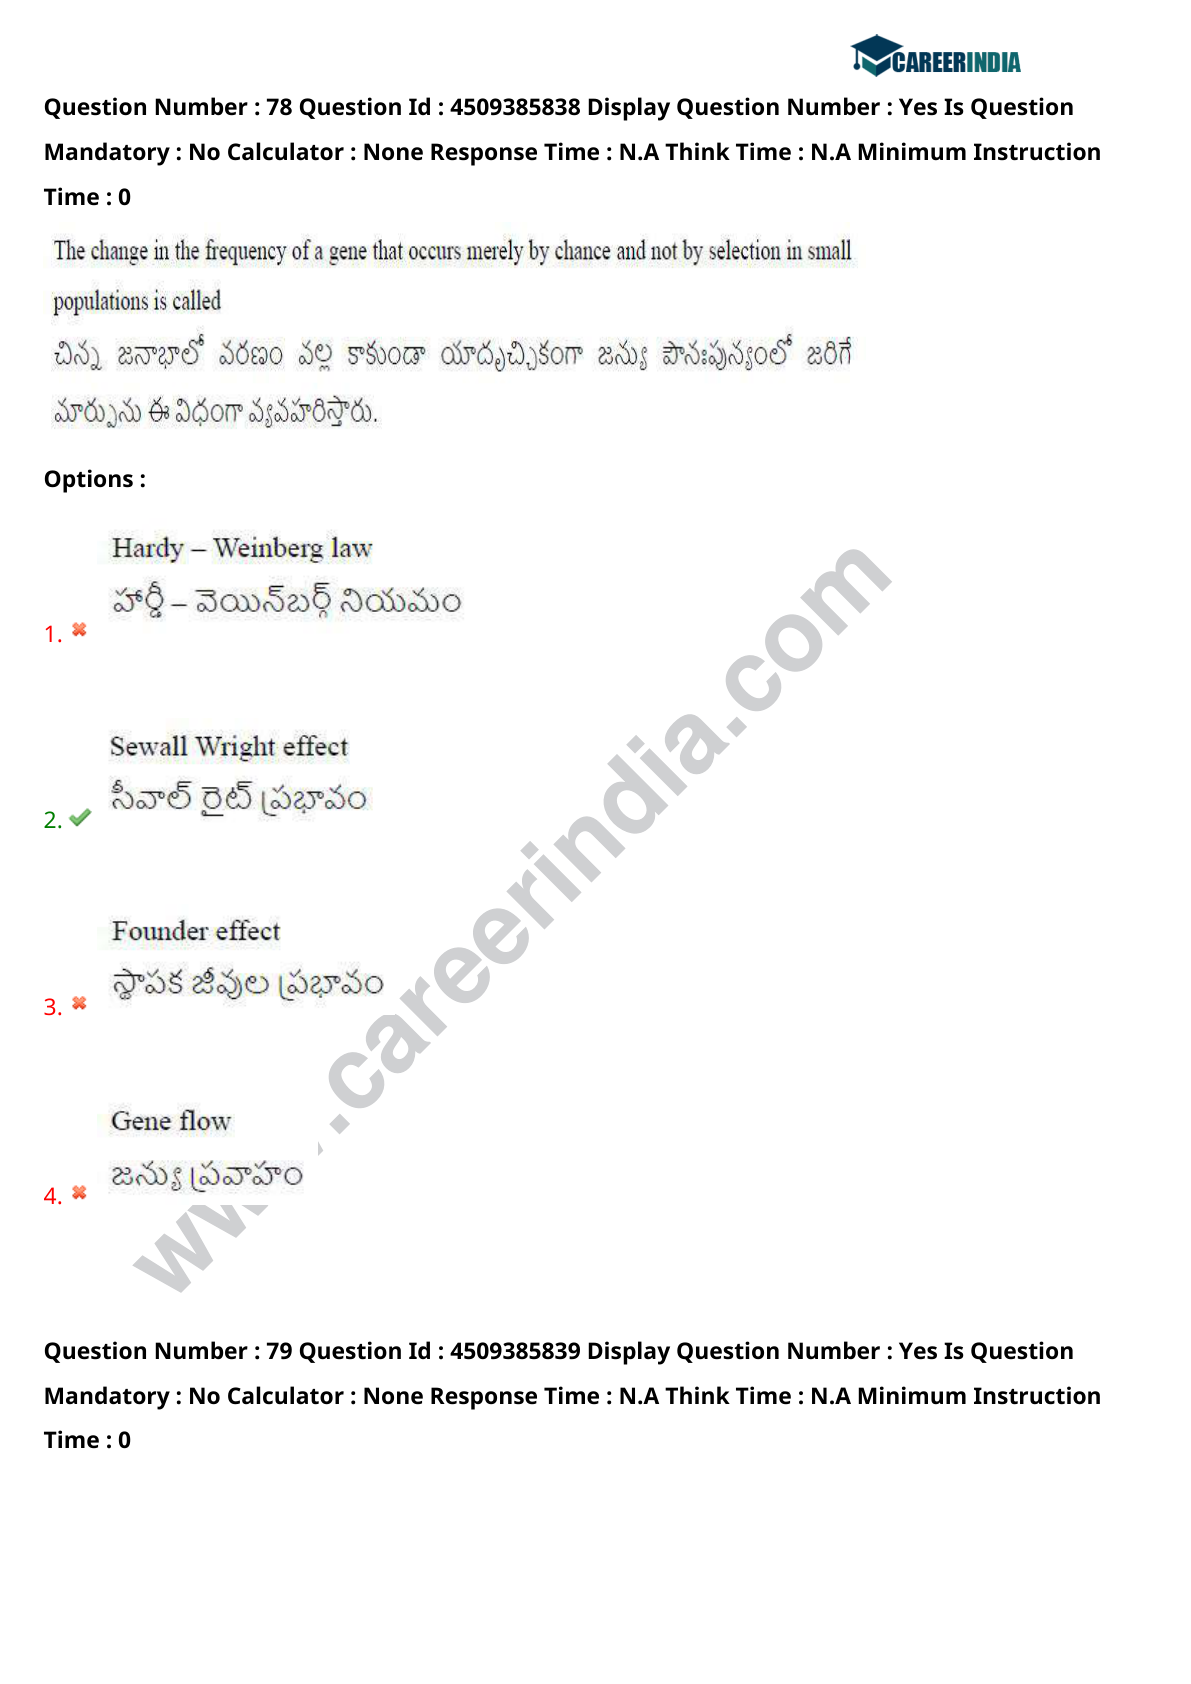 CAREERINDIA
Question Number : 78 Question Id : 4509385838 Display Question Number : Yes Is Question
Mandatory : No Calculator : None Response Time : N.A Think Time : N.A Minimum Instruction
Time : 0
The change in the frequency of a gene that occurs merely by chance and not by selection in small
populations is called
చిన్న జనాభాలో వరణం వల్ల కాకుండా యాదృచ్చికంగా జన్యు పౌనఃపున్యంలో జరిగే
మార్పును ఈ విధంగా వ్యవహరిస్తారు.
Options :
Hardy – Weinberg law
హార్డీ – వెయిన్‌బర్గ్ నియమం
1.
Sewall Wright effect
సీవాల్ రైట్ ప్రభావం
2.
Founder effect
స్థాపక జీవుల ప్రభావం
3.
Gene flow
జన్యు ప్రవాహం
4.
.careerindia.com
Question Number : 79 Question Id : 4509385839 Display Question Number : Yes Is Question
Mandatory : No Calculator : None Response Time : N.A Think Time : N.A Minimum Instruction
Time : 0